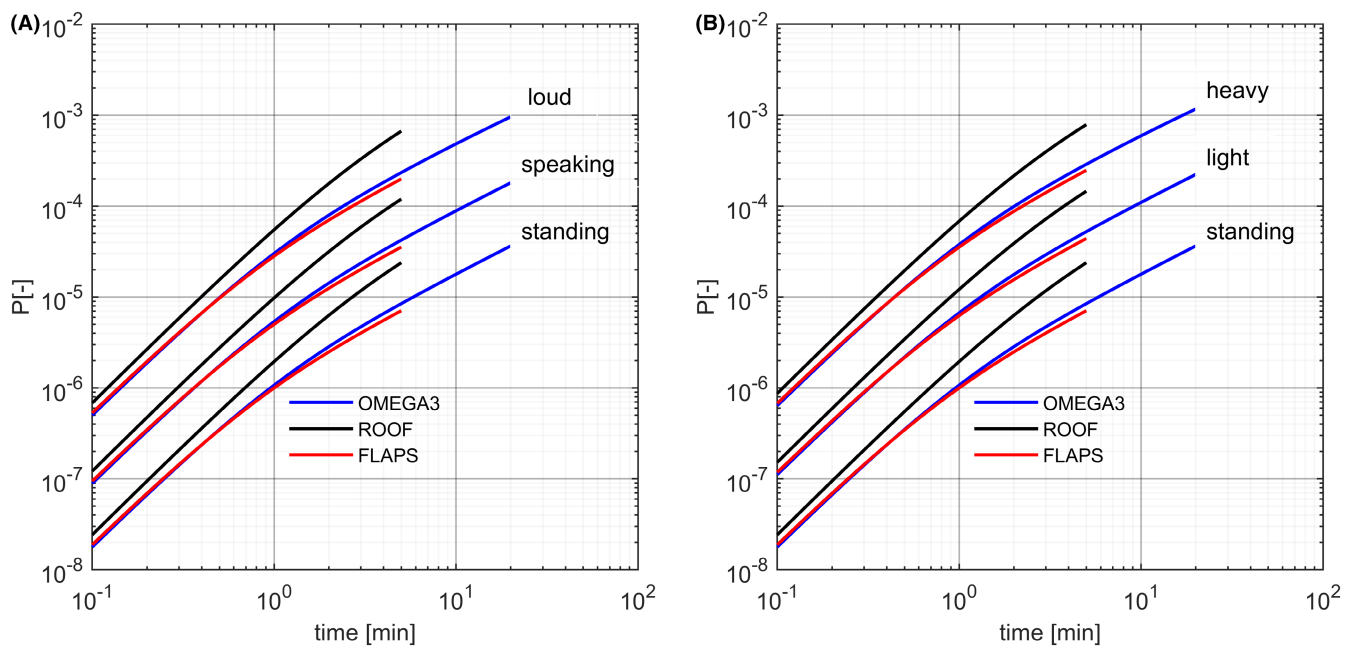 (A)
10^-2
10^-3
10^-4
10^-5
10^-6
10^-7
10^-8
P[-]
loud
speaking
standing
OMEGA3
ROOF
FLAPS
10^-1
10^0
10^1
10^2
time [min]
(B)
10^-2
10^-3
10^-4
10^-5
10^-6
10^-7
10^-8
P[-]
heavy
light
standing
OMEGA3
ROOF
FLAPS
10^-1
10^0
10^1
10^2
time [min]